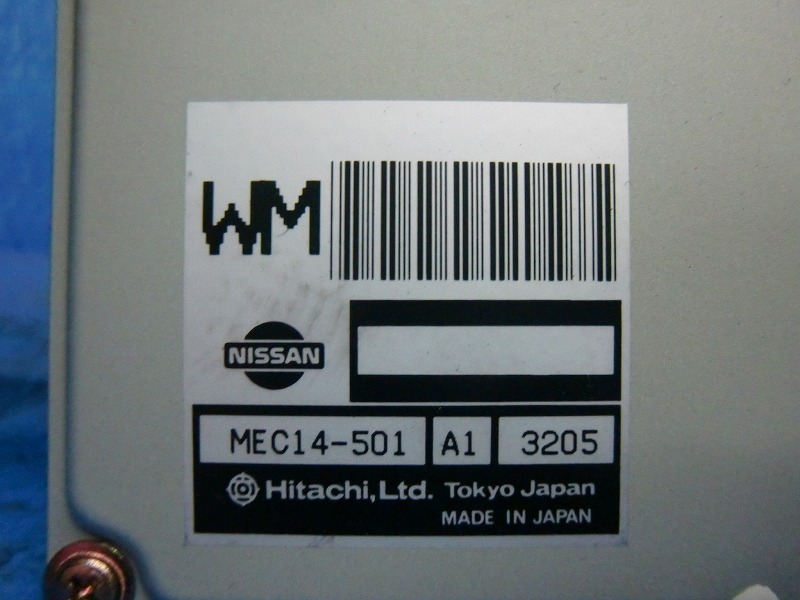 WM
NISSAN
MEC14-501 A1 3205
Hitachi, Ltd. Tokyo Japan
MADE IN JAPAN